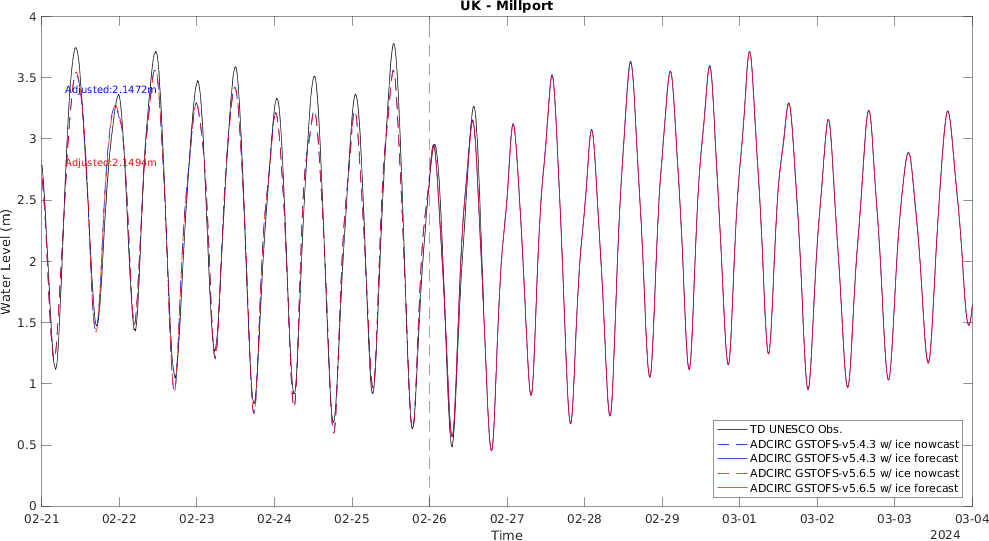 UK - Millport
4
3.5
3
2.5
2
1.5
1
0.5
0
Water Level (m)
Adjusted:2.1472m
Adjusted:2.1494m
TD UNESCO Obs.
ADCIRC GSTOFS-v5.4.3 w/ ice nowcast
ADCIRC GSTOFS-v5.4.3 w/ ice forecast
ADCIRC GSTOFS-v5.6.5 w/ ice nowcast
ADCIRC GSTOFS-v5.6.5 w/ ice forecast
02-21 02-22 02-23 02-24 02-25 02-26 02-27 02-28 02-29 03-01 03-02 03-03 03-04
Time
2024